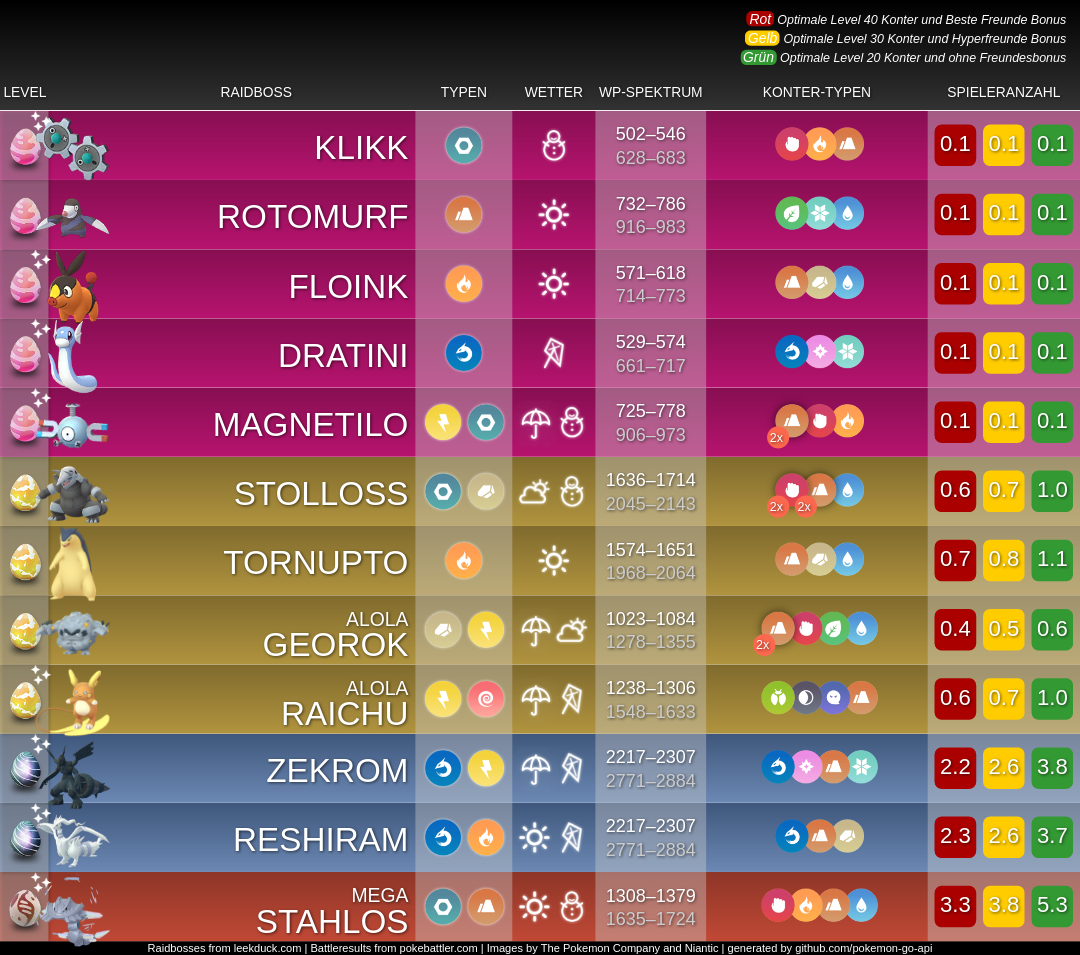 Rot Optimale Level 40 Konter und Beste Freunde Bonus
Gelb Optimale Level 30 Konter und Hyperfreunde Bonus
Grün Optimale Level 20 Konter und ohne Freundesbonus
LEVEL RAIDBOSS TYPEN WETTER WP-SPEKTRUM KONTER-TYPEN SPIELERANZAHL
KLIKK 502–546 0.1 0.1 0.1
628–683
ROTOMURF 732–786 0.1 0.1 0.1
916–983
FLOINK 571–618 0.1 0.1 0.1
714–773
DRATINI 529–574 0.1 0.1 0.1
661–717
MAGNETILO 725–778 0.1 0.1 0.1
906–973 2x
STOLLOSS 1636–1714 0.6 0.7 1.0
2045–2143 2x 2x
TORNUPTO 1574–1651 0.7 0.8 1.1
1968–2064
ALOLA 1023–1084
GEOROK 1278–1355 2x 0.4 0.5 0.6
ALOLA 1238–1306
RAICHU 1548–1633 0.6 0.7 1.0
ZEKROM 2217–2307 2.2 2.6 3.8
2771–2884
RESHIRAM 2217–2307 2.3 2.6 3.7
2771–2884
MEGA 1308–1379
STAHLOS 1635–1724 3.3 3.8 5.3
Raidbosses from leekduck.com | Battleresults from pokebattler.com | Images by The Pokemon Company and Niantic | generated by github.com/pokemon-go-api